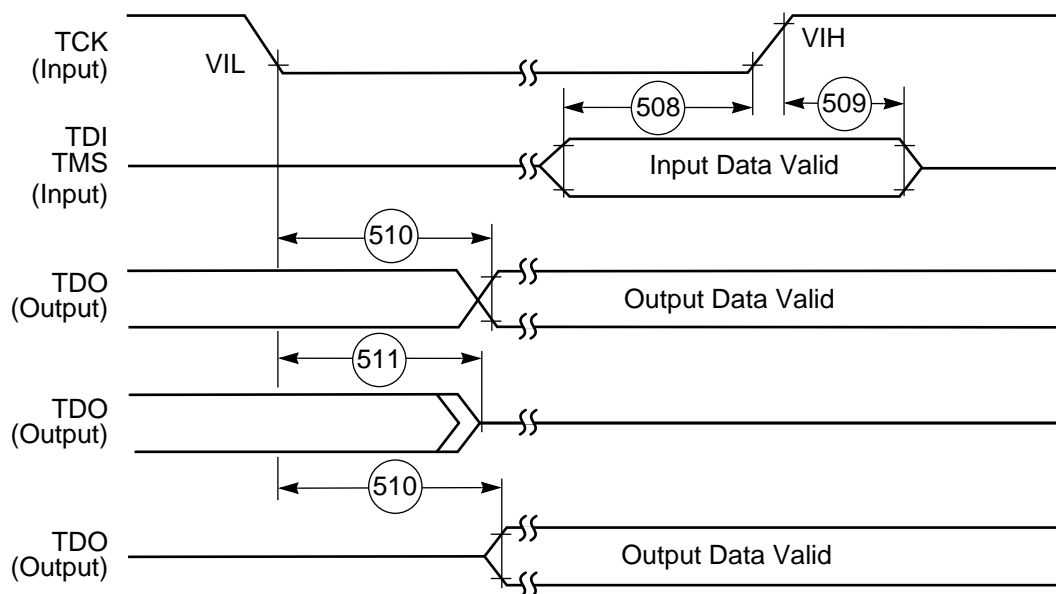 TCK
(Input)
VIL
VIH
508
509
TDI
TMS
(Input)
Input Data Valid
510
TDO
(Output)
Output Data Valid
511
TDO
(Output)
510
TDO
(Output)
Output Data Valid